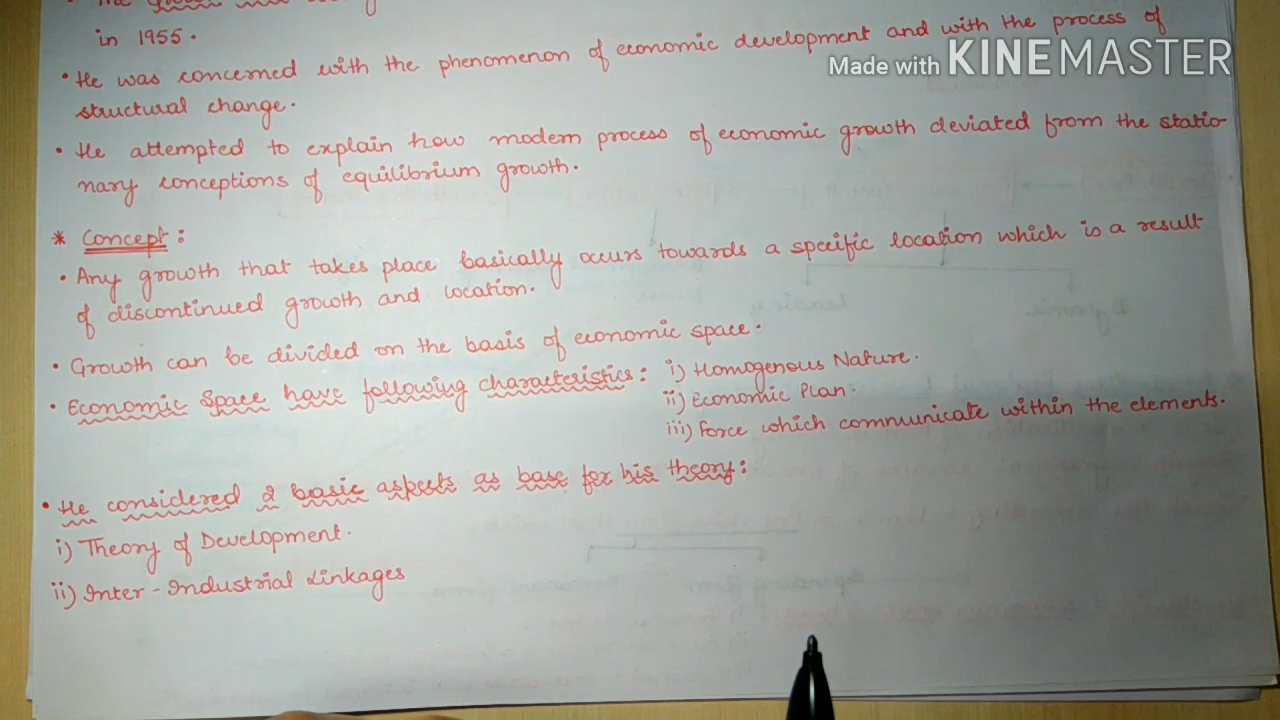 in 1955.
• He was concerned with the phenomenon of economic development and with the process of
structural change.
• He attempted to explain how modern process of economic growth deviated from the statio-
nary conceptions of equilibrium growth.
* Concept :
• Any growth that takes place basically occurs towards a specific location which is a result
of discontinued growth and location.
• Growth can be divided on the basis of economic space.
• Economic Space have following characteristics : i) Homogenous Nature.
ii) Economic Plan.
iii) Force which communicate within the elements.
• He considered 2 basic aspects as base for his theory :
i) Theory of Development.
ii) Inter-Industrial Linkages
Made with KINEMASTER